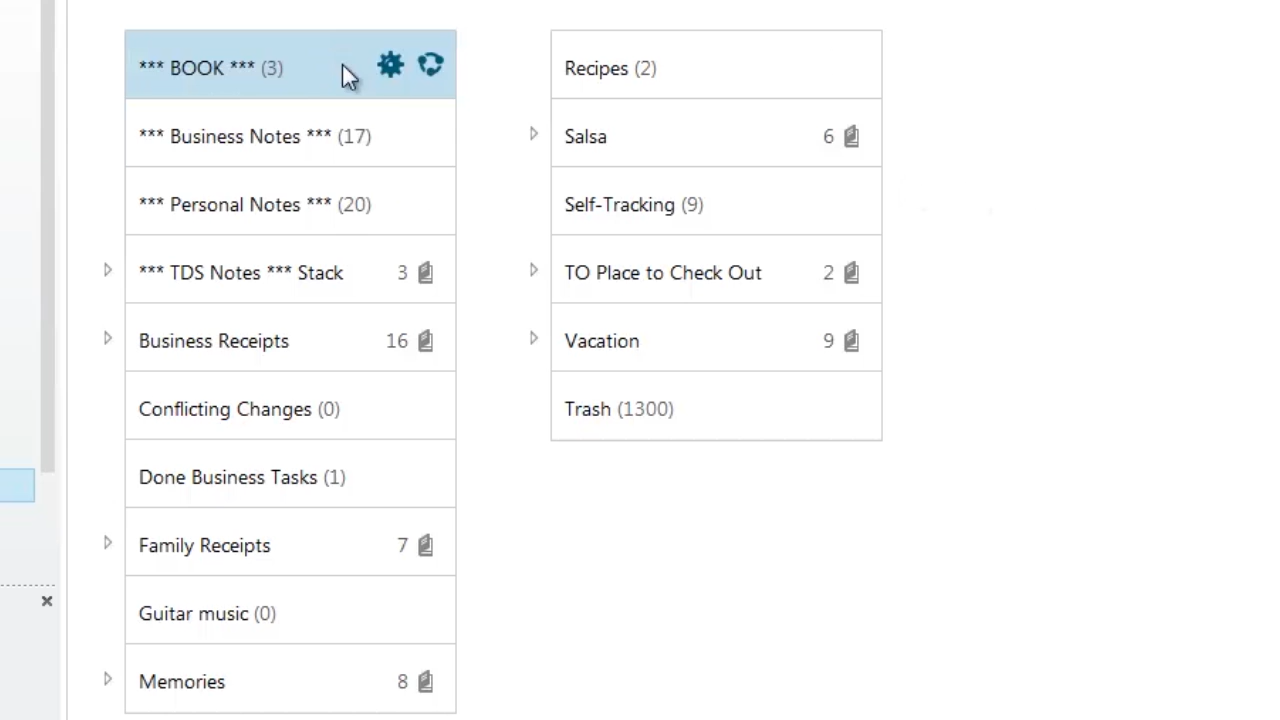 *** BOOK *** (3)
*** Business Notes *** (17)
*** Personal Notes *** (20)
*** TDS Notes *** Stack 3
Business Receipts 16
Conflicting Changes (0)
Done Business Tasks (1)
Family Receipts 7
Guitar music (0)
Memories 8
Recipes (2)
Salsa 6
Self-Tracking (9)
TO Place to Check Out 2
Vacation 9
Trash (1300)